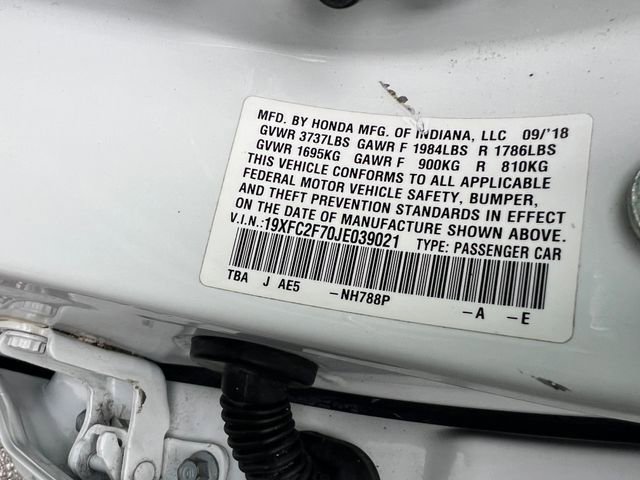 MFD. BY HONDA MFG. OF INDIANA, LLC 09/'18
GVWR 3737LBS GAWR F 1984LBS R 1786LBS
GVWR 1695KG GAWR F 900KG R 810KG
THIS VEHICLE CONFORMS TO ALL APPLICABLE
FEDERAL MOTOR VEHICLE SAFETY, BUMPER,
AND THEFT PREVENTION STANDARDS IN EFFECT
ON THE DATE OF MANUFACTURE SHOWN ABOVE.
V.I.N.:19XFC2F70JE039021 TYPE: PASSENGER CAR
TBA J AE5 -NH788P -A -E